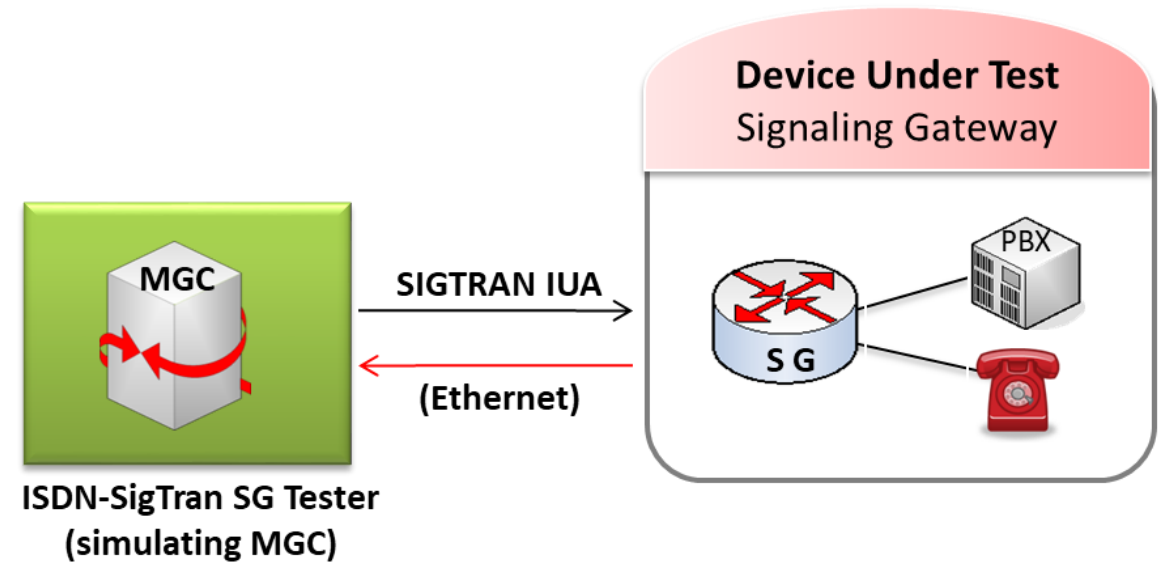 Device Under Test
Signaling Gateway
MGC
SIGTRAN IUA
(Ethernet)
PBX
S G
ISDN-SigTran SG Tester
(simulating MGC)